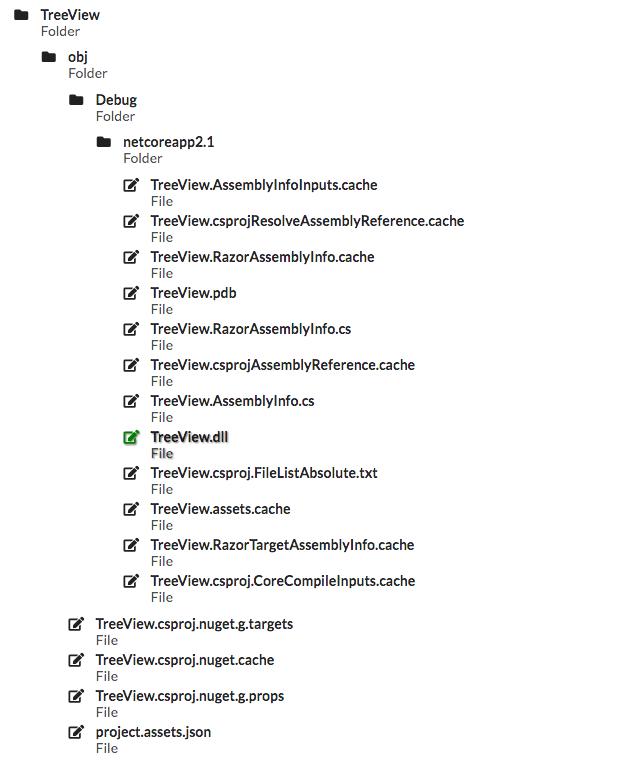 TreeView
Folder
obj
Folder
Debug
Folder
netcoreapp2.1
Folder
TreeView.AssemblyInfoInputs.cache
File
TreeView.csprojResolveAssemblyReference.cache
File
TreeView.RazorAssemblyInfo.cache
File
TreeView.pdb
File
TreeView.RazorAssemblyInfo.cs
File
TreeView.csprojAssemblyReference.cache
File
TreeView.AssemblyInfo.cs
File
TreeView.dll
File
TreeView.csproj.FileListAbsolute.txt
File
TreeView.assets.cache
File
TreeView.RazorTargetAssemblyInfo.cache
File
TreeView.csproj.CoreCompileInputs.cache
File
TreeView.csproj.nuget.g.targets
File
TreeView.csproj.nuget.cache
File
TreeView.csproj.nuget.g.props
File
project.assets.json
File